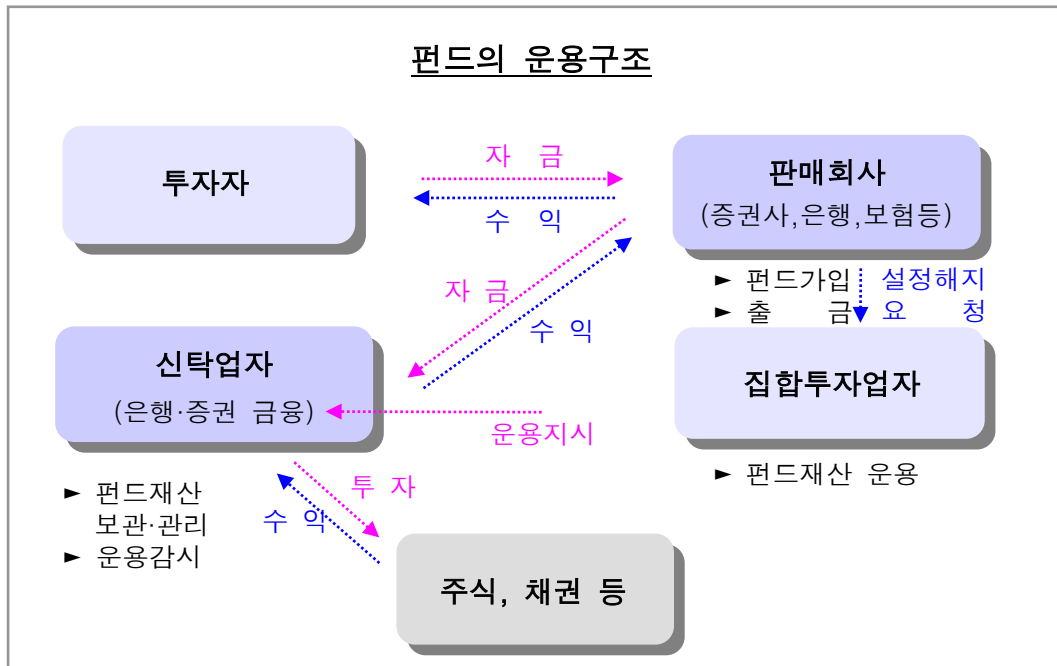 펀드의 운용구조
투자자
자 금
수 익
판매회사
(증권사,은행,보험등)
► 펀드가입
► 출 금
설정해지
요 청
자 금
수 익
신탁업자
(은행·증권 금융)
운용지시
집합투자업자
► 펀드재산 운용
► 펀드재산
보관·관리
► 운용감시
투 자
수 익
주식, 채권 등